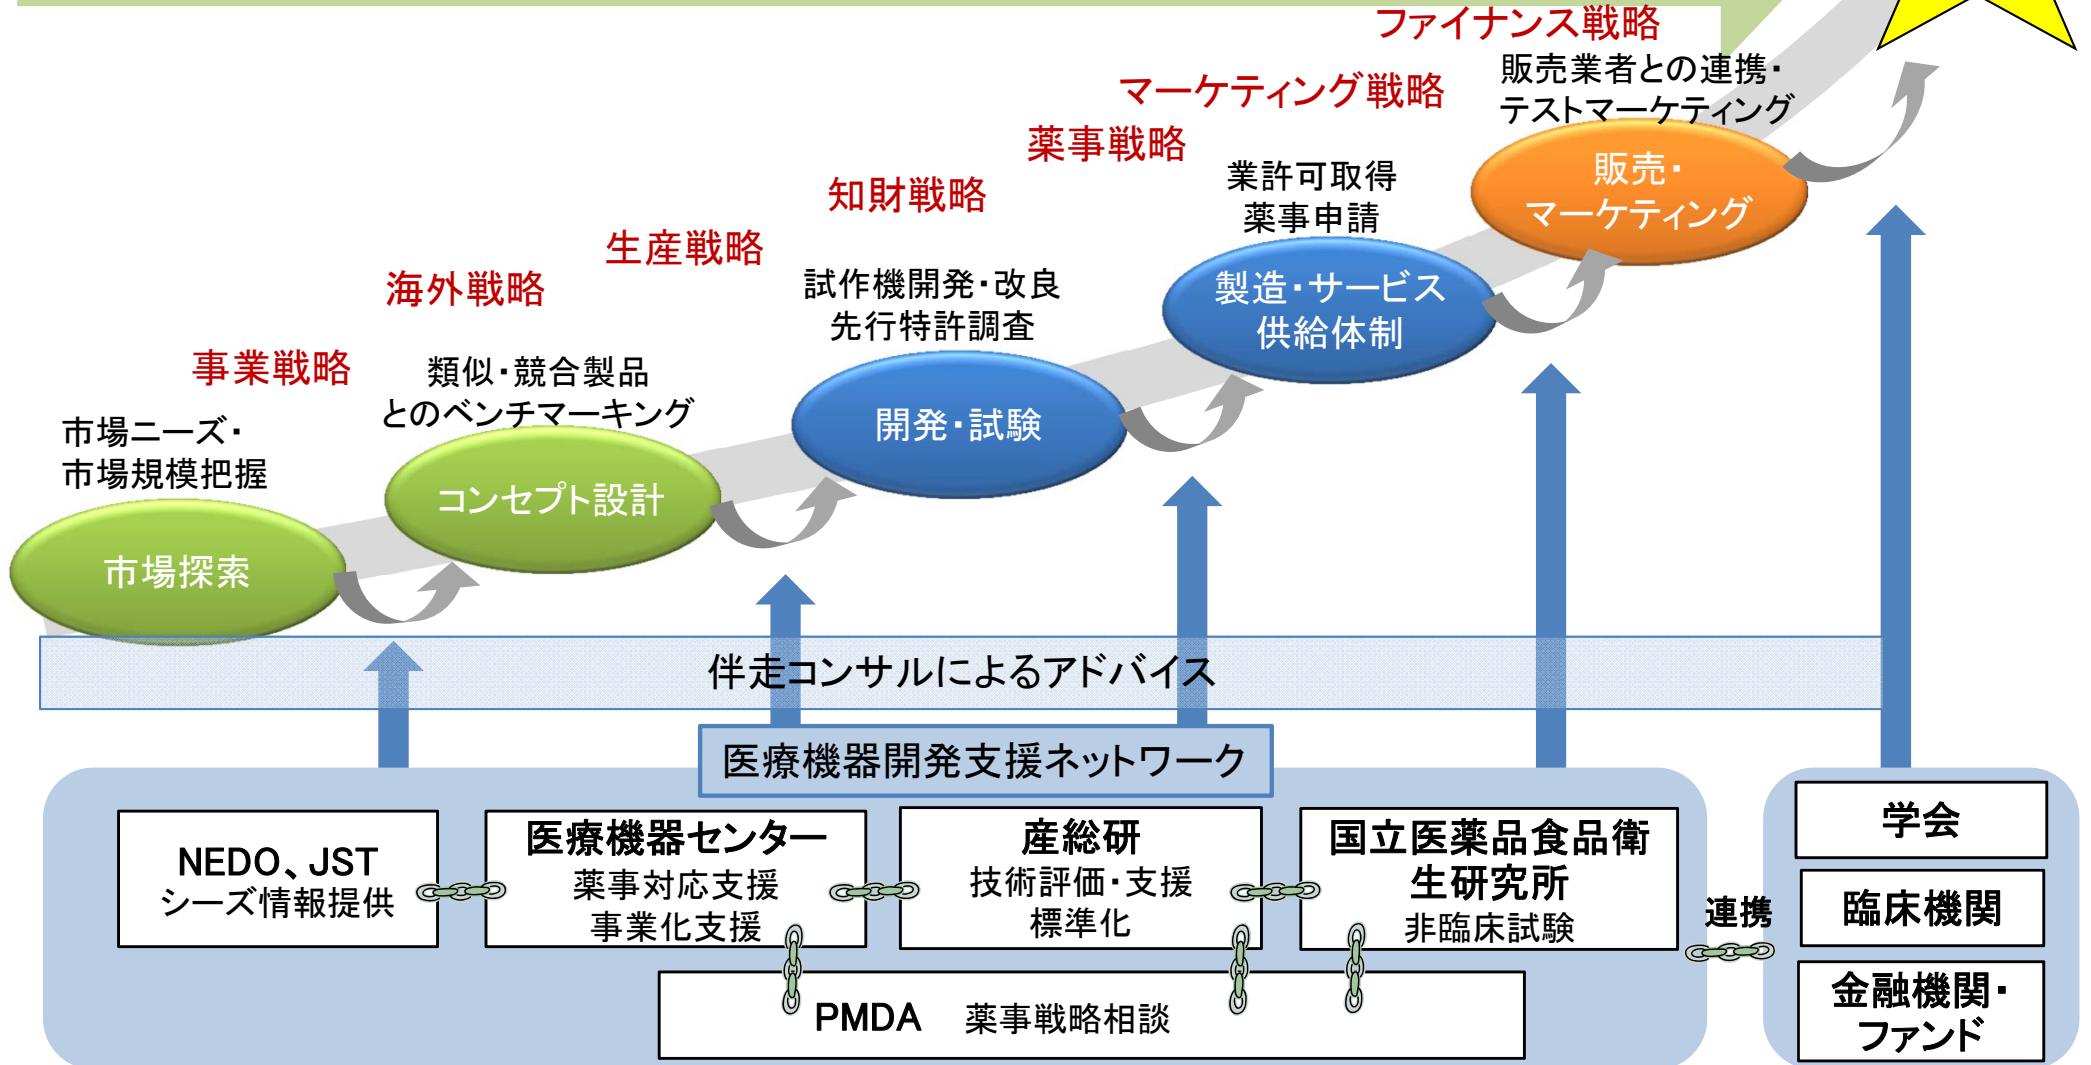 ファイナンス戦略
販売業者との連携・
テストマーケティング
マーケティング戦略
薬事戦略
販売・
マーケティング
業許可取得
薬事申請
知財戦略
生産戦略
製造・サービス
供給体制
試作機開発・改良
先行特許調査
海外戦略
事業戦略
類似・競合製品
とのベンチマーキング
開発・試験
市場ニーズ・
市場規模把握
コンセプト設計
市場探索
伴走コンサルによるアドバイス
医療機器開発支援ネットワーク
NEDO、JST
シーズ情報提供
医療機器センター
薬事対応支援
事業化支援
産総研
技術評価・支援
標準化
国立医薬品食品衛
生研究所
非臨床試験
PMDA 薬事戦略相談
連携
学会
臨床機関
金融機関・
ファンド